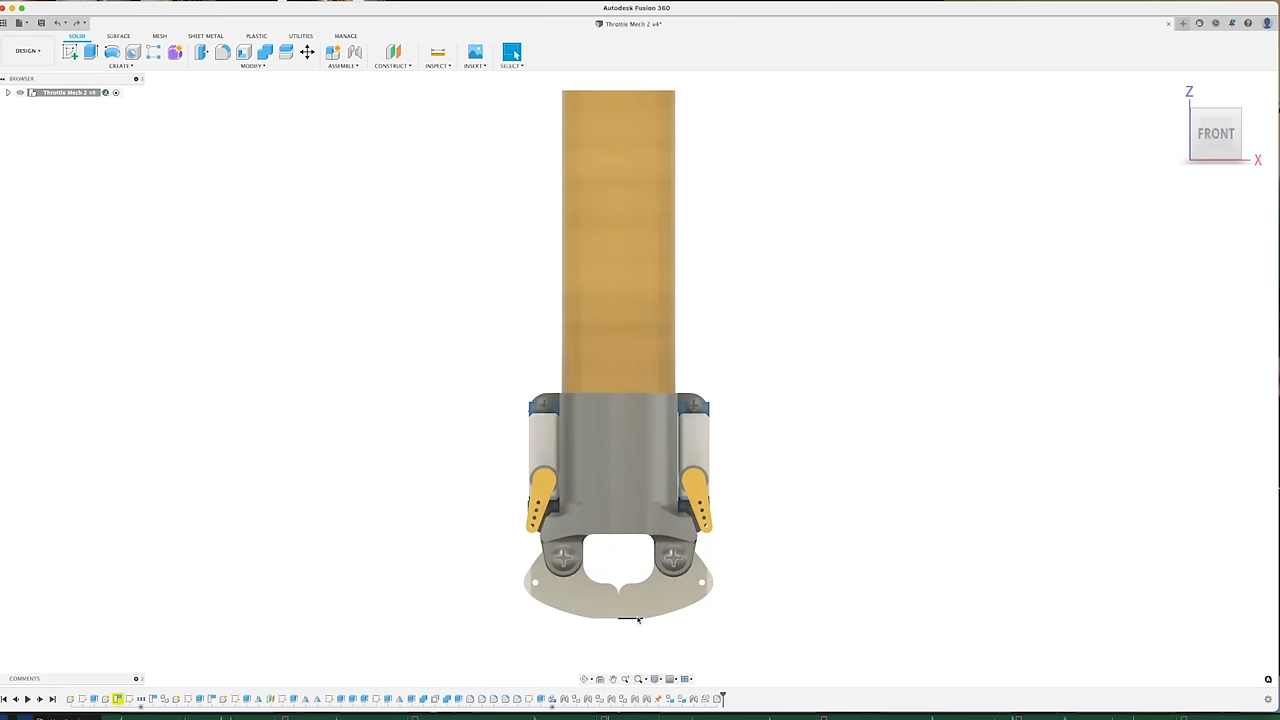 Autodesk Fusion 360
Throttle Mech 2 v4*
SOLID SURFACE MESH SHEET METAL PLASTIC UTILITIES MANAGE
DESIGN
CREATE MODIFY ASSEMBLE CONSTRUCT INSPECT INSERT SELECT
BROWSER
Throttle Mech 2 v4
Z
FRONT
X
COMMENTS